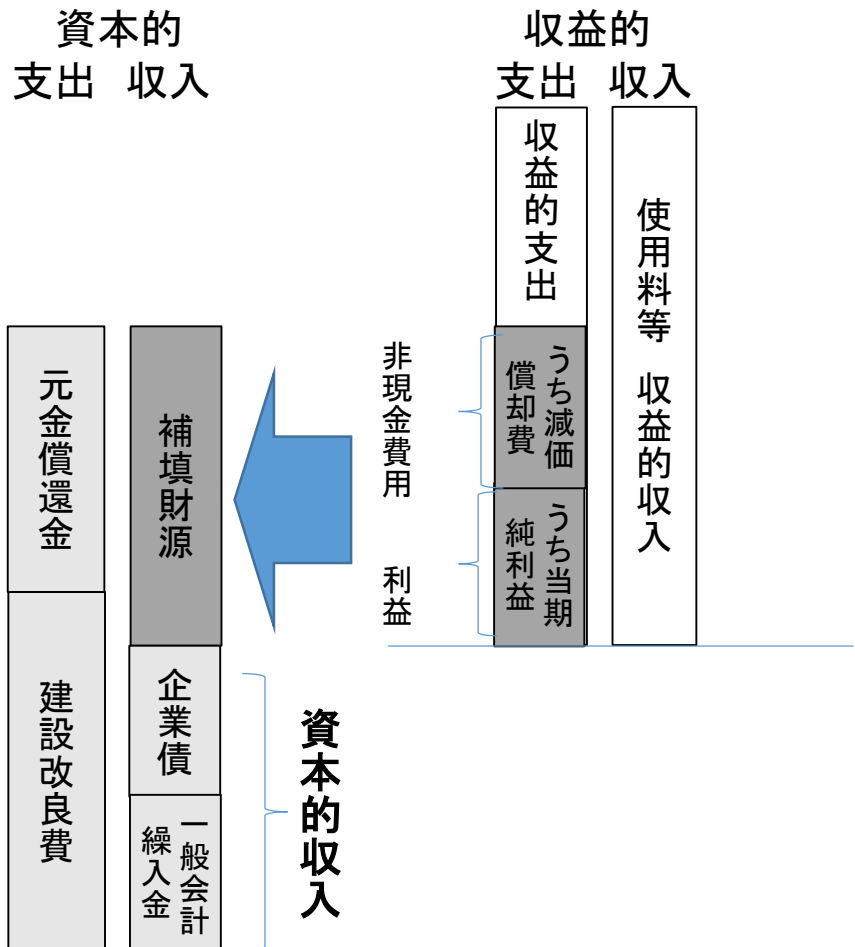 資本的
支出 収入
元金償還金
建設改良費
補填財源
企業債
一般会計
繰入金
資本的収入
収益的
支出 収入
収益的支出
うち減価
償却費
うち当期
純利益
非現金費用
利益
使用料等 収益的収入